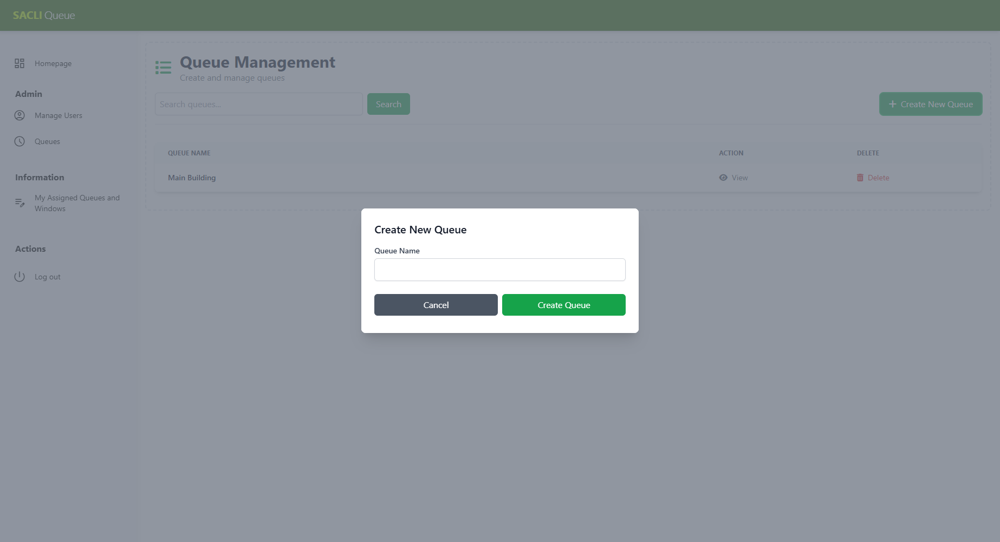 SACLI Queue
Homepage
Admin
Manage Users
Queues
Information
My Assigned Queues and
Windows
Actions
Log out
Queue Management
Create and manage queues
Search queues...
Search
Create New Queue
QUEUE NAME ACTION DELETE
Main Building View Delete
Create New Queue
Queue Name
Cancel Create Queue